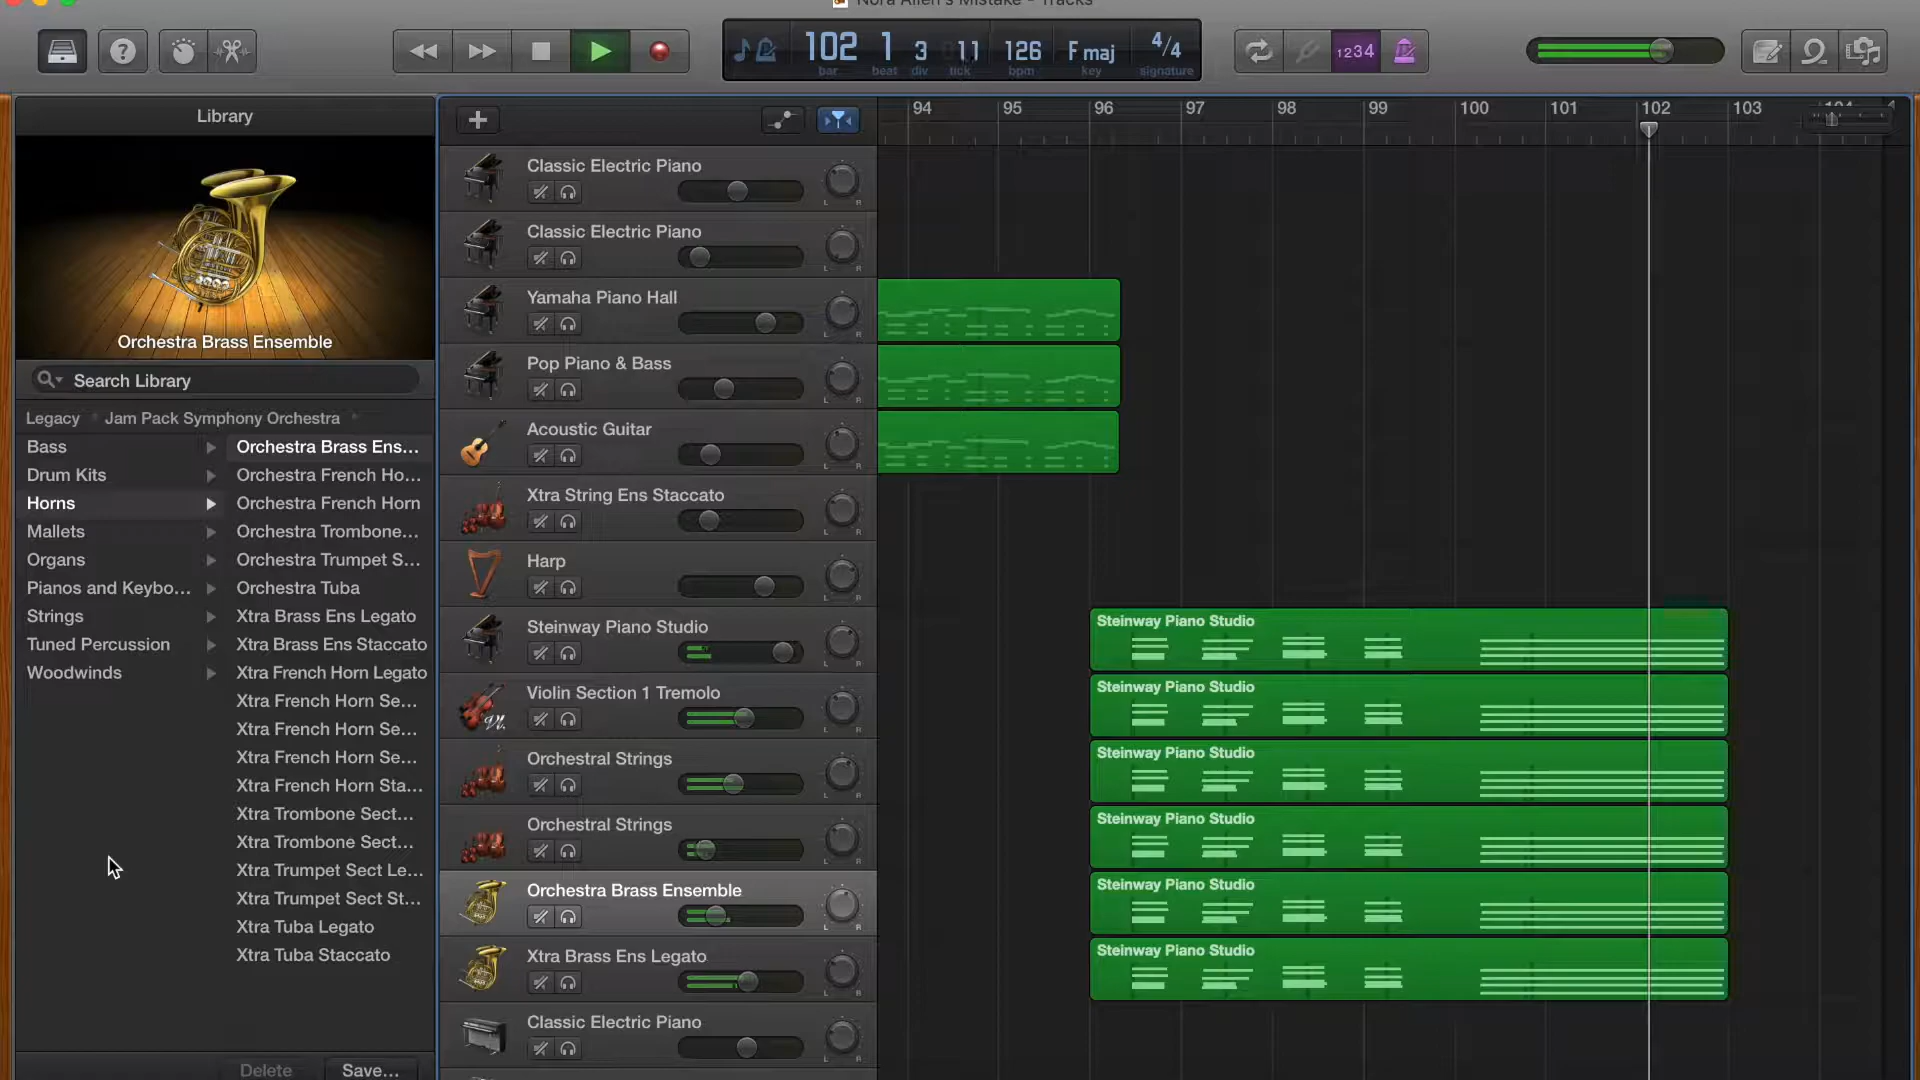 Nora Allen's Mistake - Tracks
102 1 3 11 126 F maj 4/4
bar beat div tick bpm key signature
1234
Library
94 95 96 97 98 99 100 101 102 103 104
Orchestra Brass Ensemble
Search Library
Legacy Jam Pack Symphony Orchestra
Bass
Drum Kits
Horns
Mallets
Organs
Pianos and Keybo...
Strings
Tuned Percussion
Woodwinds
Orchestra Brass Ens...
Orchestra French Ho...
Orchestra French Horn
Orchestra Trombone...
Orchestra Trumpet S...
Orchestra Tuba
Xtra Brass Ens Legato
Xtra Brass Ens Staccato
Xtra French Horn Legato
Xtra French Horn Se...
Xtra French Horn Se...
Xtra French Horn Se...
Xtra French Horn Sta...
Xtra Trombone Sect...
Xtra Trombone Sect...
Xtra Trumpet Sect Le...
Xtra Trumpet Sect St...
Xtra Tuba Legato
Xtra Tuba Staccato
Delete Save...
Classic Electric Piano
L R
Classic Electric Piano
L R
Yamaha Piano Hall
L R
Pop Piano & Bass
L R
Acoustic Guitar
L R
Xtra String Ens Staccato
L R
Harp
L R
Steinway Piano Studio
L R
Violin Section 1 Tremolo
L R
Orchestral Strings
L R
Orchestral Strings
L R
Orchestra Brass Ensemble
L R
Xtra Brass Ens Legato
L R
Classic Electric Piano
L R
Steinway Piano Studio
Steinway Piano Studio
Steinway Piano Studio
Steinway Piano Studio
Steinway Piano Studio
Steinway Piano Studio